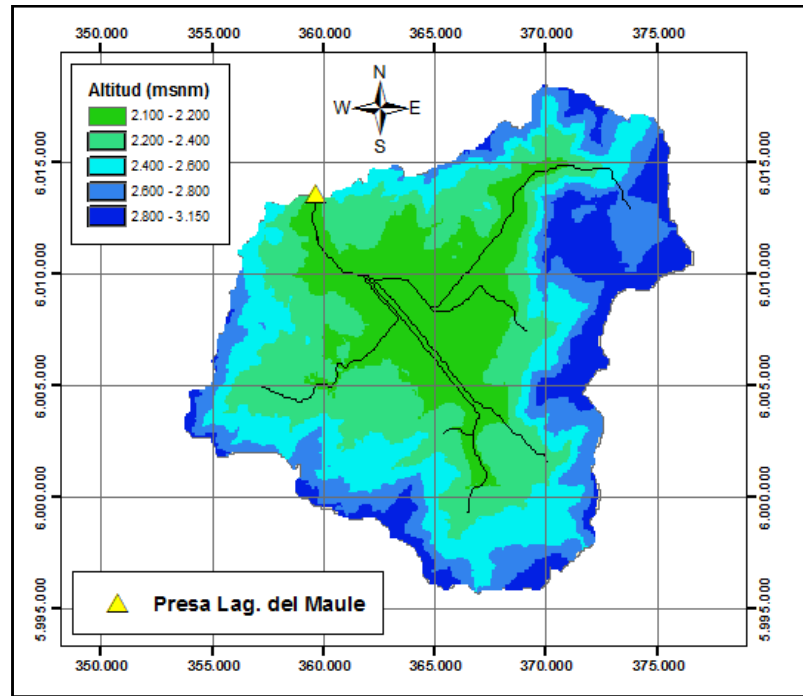 350.000 355.000 360.000 365.000 370.000 375.000
Altitud (msnm)
2.100 - 2.200
2.200 - 2.400
2.400 - 2.600
2.600 - 2.800
2.800 - 3.150
N
W E
S
6.015.000 6.015.000
6.010.000 6.010.000
6.005.000 6.005.000
6.000.000 6.000.000
5.995.000 5.995.000
Presa Lag. del Maule
350.000 355.000 360.000 365.000 370.000 375.000